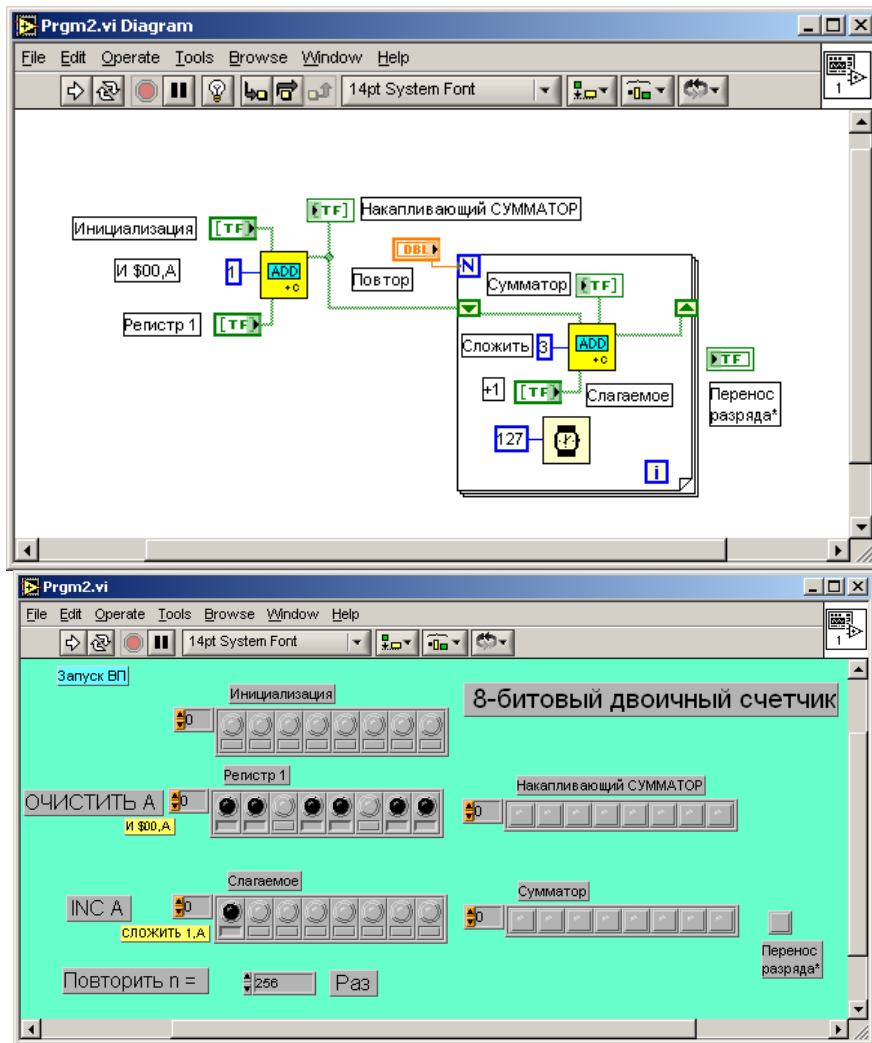 Prgm2.vi Diagram
File Edit Operate Tools Browse Window Help
14pt System Font
1
TF Накапливающий СУММАТОР
Инициализация TF
DBL
N
И $00,A 1 ADD +C
Повтор
Сумматор TF
Регистр 1 TF
Сложить 3 ADD +C
TF
+1 TF Слагаемое
Перенос
разряда*
127
i
Prgm2.vi
File Edit Operate Tools Browse Window Help
14pt System Font
1
Запуск ВП
Инициализация
8-битовый двоичный счетчик
0
Регистр 1
Накапливающий СУММАТОР
ОЧИСТИТЬ А 0
И $00,A
0
Слагаемое
Сумматор
INC A 0
СЛОЖИТЬ 1,A
0
Перенос
разряда*
Повторить n = 256 Раз